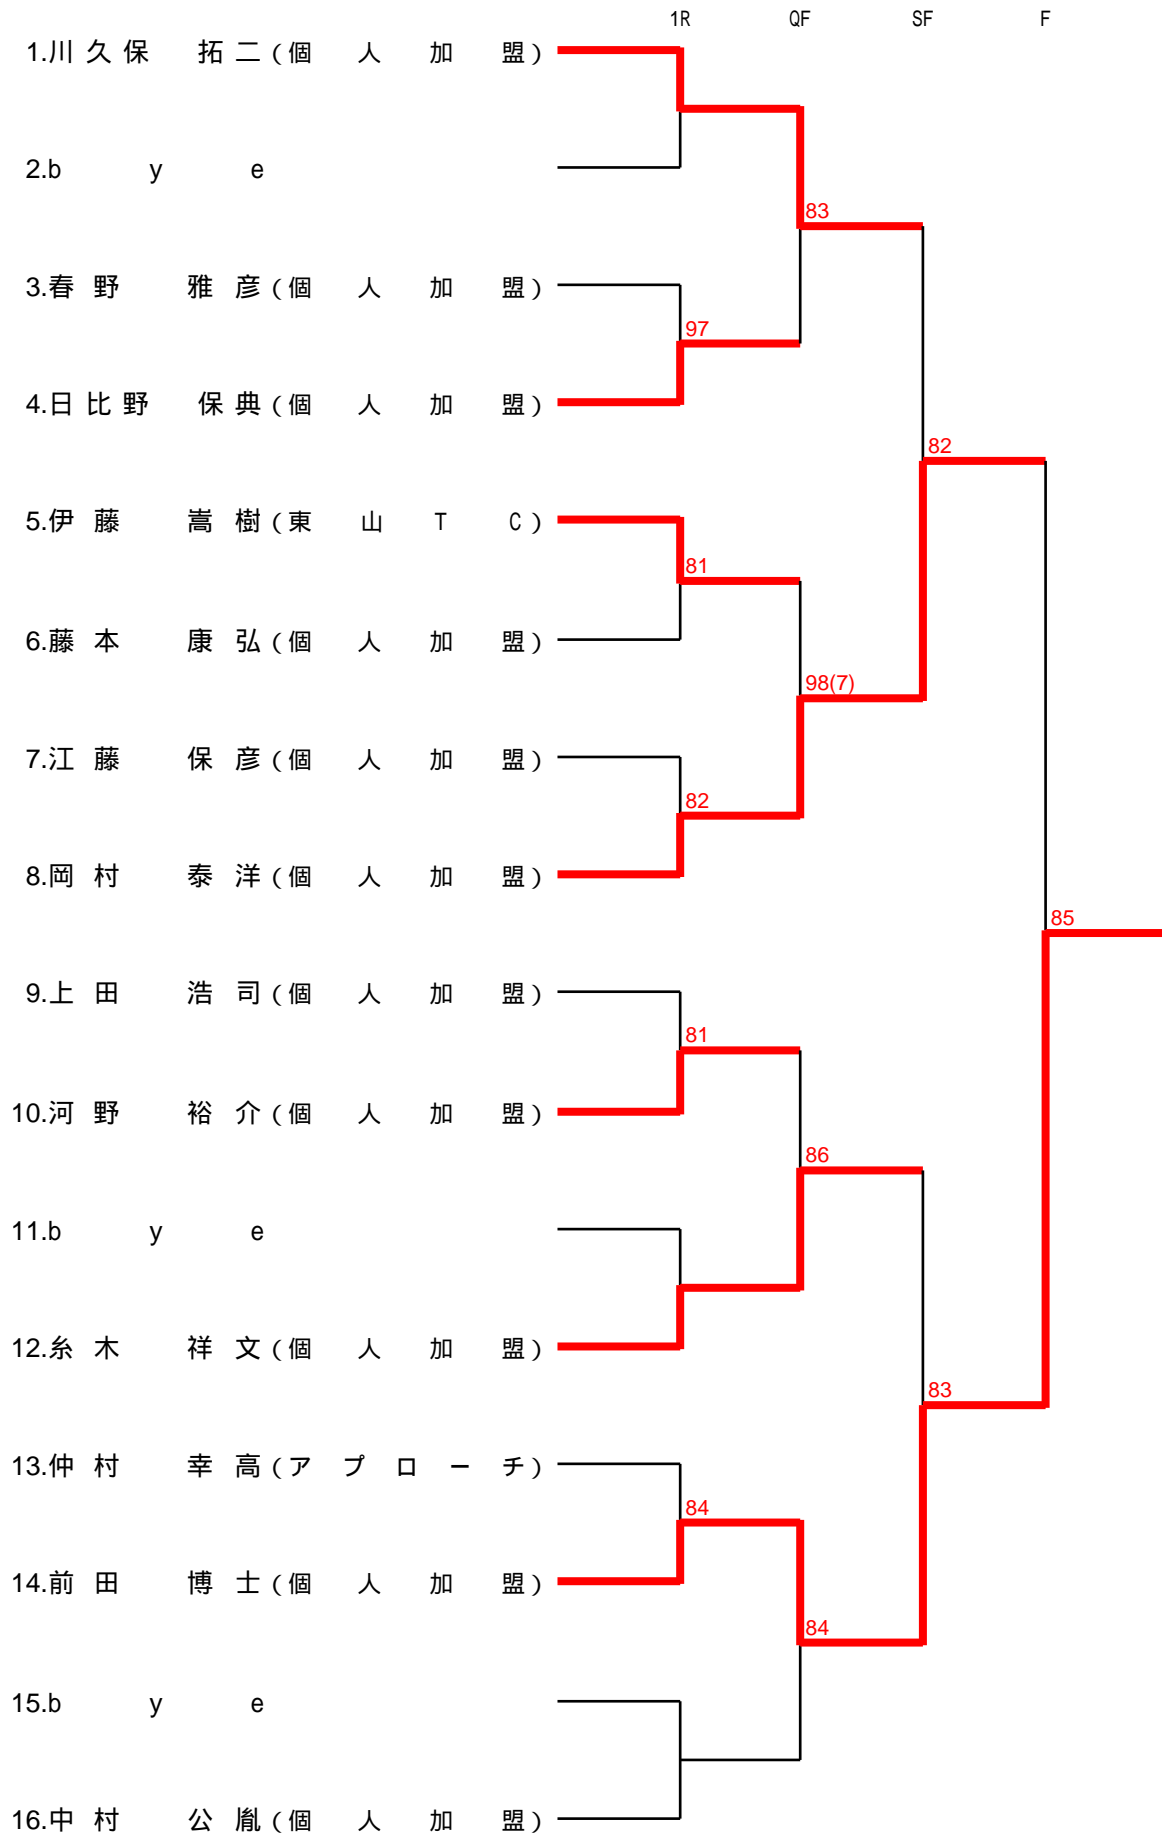 1R QF SF F
1.川久保 拓二(個人加盟)
2.bye
83
3.春野 雅彦(個人加盟)
97
4.日比野 保典(個人加盟)
82
5.伊藤 嵩樹(東山TC)
81
6.藤本 康弘(個人加盟)
98(7)
7.江藤 保彦(個人加盟)
82
8.岡村 泰洋(個人加盟)
85
9.上田 浩司(個人加盟)
81
10.河野 裕介(個人加盟)
86
11.bye
12.糸木 祥文(個人加盟)
83
13.仲村 幸高(アプローチ)
84
14.前田 博士(個人加盟)
84
15.bye
16.中村 公胤(個人加盟)